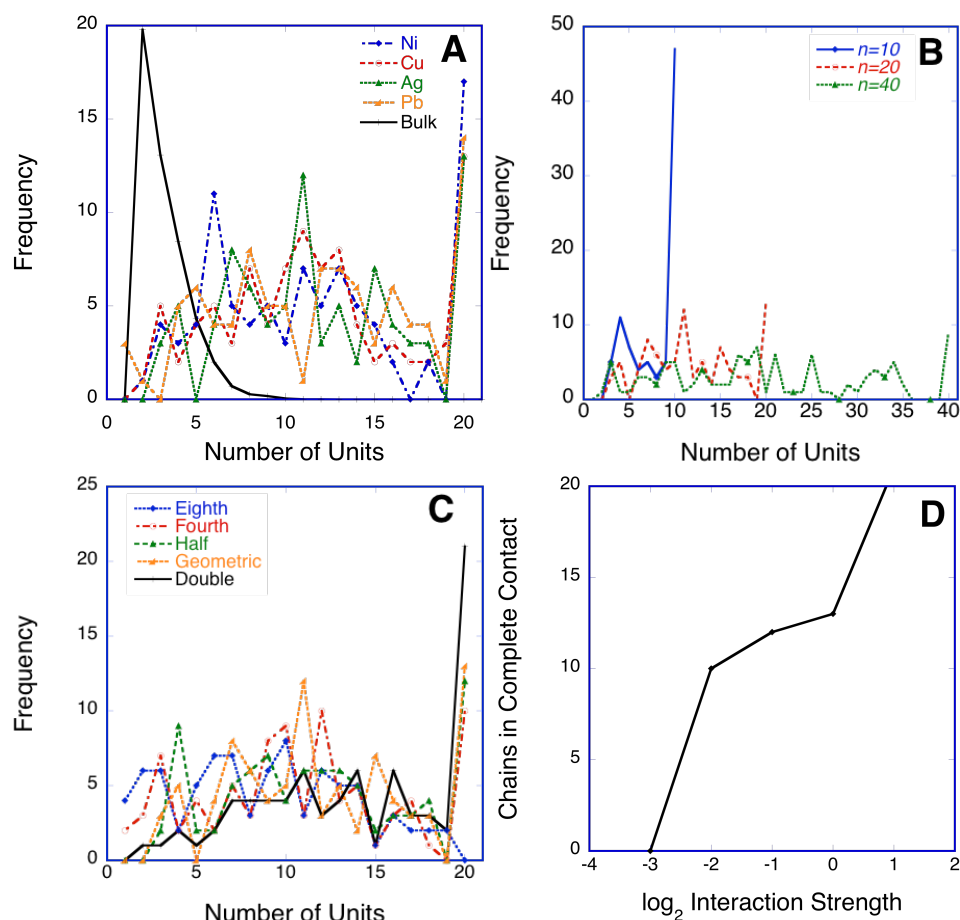 A
Ni
Cu
Ag
Pb
Bulk
20
15
10
5
0
0 5 10 15 20
Frequency
Number of Units
B
n=10
n=20
n=40
50
40
30
20
10
0
0 5 10 15 20 25 30 35 40
Frequency
Number of Units
C
Eighth
Fourth
Half
Geometric
Double
25
20
15
10
5
0
0 5 10 15 20
Frequency
Number of Units
D
20
15
10
5
0
-4 -3 -2 -1 0 1 2
Chains in Complete Contact
log2 Interaction Strength